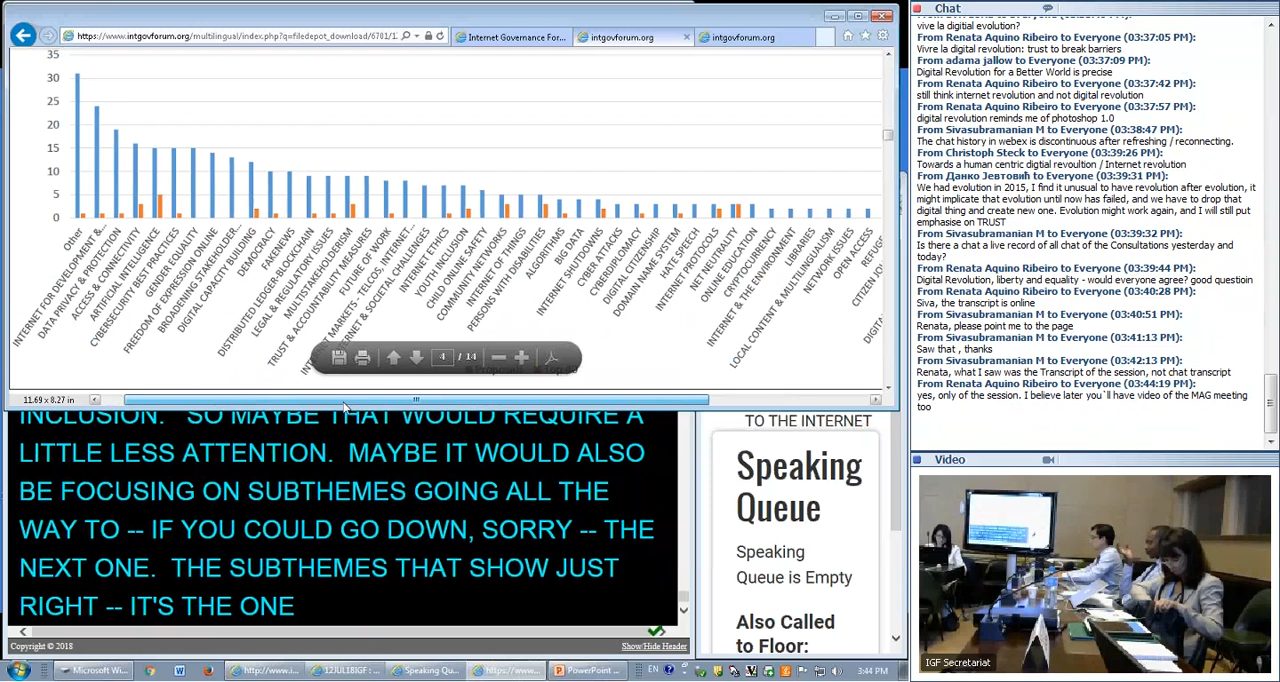 https://www.intgovforum.org/multilingual/index.php?q=filedepot_download/6781/1
Internet Governance For...
intgovforum.org
intgovforum.org
35
30
25
20
15
10
5
0
Other
INTERNET FOR DEVELOPMENT &...
DATA PRIVACY & PROTECTION
ACCESS & CONNECTIVITY
ARTIFICIAL INTELLIGENCE
CYBERSECURITY BEST PRACTICES
GENDER EQUALITY
FREEDOM OF EXPRESSION ONLINE
BROADENING STAKEHOLDER...
DIGITAL CAPACITY BUILDING
DEMOCRACY
FAKENEWS
DISTRIBUTED LEDGER-BLOCKCHAIN
LEGAL & REGULATORY ISSUES
MULTISTAKEHOLDERISM
TRUST & ACCOUNTABILITY MEASURES
FUTURE OF WORK
MARKETS - TELCOS, INTERNET...
& SOCIETAL CHALLENGES
INTERNET ETHICS
YOUTH INCLUSION
CHILD ONLINE SAFETY
COMMUNITY NETWORKS
INTERNET OF THINGS
PERSONS WITH DISABILITIES
ALGORITHMS
BIG DATA
INTERNET SHUTDOWNS
CYBER ATTACKS
CYBERDIPLOMACY
DIGITAL CITIZENSHIP
DOMAIN NAME SYSTEM
HATE SPEECH
INTERNET PROTOCOLS
NET NEUTRALITY
ONLINE EDUCATION
CRYPTOCURRENCY
INTERNET & THE ENVIRONMENT
LIBRARIES
LOCAL CONTENT & MULTILINGUALISM
NETWORK ISSUES
OPEN ACCESS
4 / 14
11.69 x 8.27 in
INCLUSION. SO MAYBE THAT WOULD REQUIRE A
LITTLE LESS ATTENTION. MAYBE IT WOULD ALSO
BE FOCUSING ON SUBTHEMES GOING ALL THE
WAY TO -- IF YOU COULD GO DOWN, SORRY -- THE
NEXT ONE. THE SUBTHEMES THAT SHOW JUST
RIGHT -- IT'S THE ONE
Copyright © 2018
Show/Hide Header
TO THE INTERNET
Speaking
Queue
Speaking
Queue is Empty
Also Called
to Floor:
Microsoft Wi...
http://www.i...
12JUL18IGF :...
Speaking Qu...
https://www...
PowerPoint ...
EN
3:44 PM
Chat
vive la digitial evolution?
From Renata Aquino Ribeiro to Everyone (03:37:05 PM):
Vivre la digital revolution: trust to break barriers
From adama jallow to Everyone (03:37:09 PM):
Digital Revolution for a Better World is precise
From Renata Aquino Ribeiro to Everyone (03:37:42 PM):
still think internet revolution and not digital revolution
From Renata Aquino Ribeiro to Everyone (03:37:57 PM):
digital revolution reminds me of photoshop 1.0
From Sivasubramanian M to Everyone (03:38:47 PM):
The chat history in webex is discontinuous after refreshing / reconnecting.
From Christoph Steck to Everyone (03:39:26 PM):
Towards a human centric digtal revoultion / Internet revolution
From Данко Јевтовић to Everyone (03:39:31 PM):
We had evolution in 2015, I find it unusual to have revolution after evolution, it
might implicate that evolution until now has failed, and we have to drop that
digital thing and create new one. Evolution might work again, and I will still put
emphasise on TRUST
From Sivasubramanian M to Everyone (03:39:32 PM):
Is there a chat a live record of all chat of the Consultations yesterday and
today?
From Renata Aquino Ribeiro to Everyone (03:39:44 PM):
Digital Revolution, liberty and equality - would everyone agree? good questioin
From Renata Aquino Ribeiro to Everyone (03:40:28 PM):
Siva, the transcript is online
From Sivasubramanian M to Everyone (03:40:51 PM):
Renata, please point me to the page
From Sivasubramanian M to Everyone (03:41:13 PM):
Saw that , thanks
From Sivasubramanian M to Everyone (03:42:13 PM):
Renata, what I saw was the Transcript of the session, not chat transcript
From Renata Aquino Ribeiro to Everyone (03:44:19 PM):
yes, only of the session. I believe later you`ll have video of the MAG meeting
too
Video
IGF Secretariat